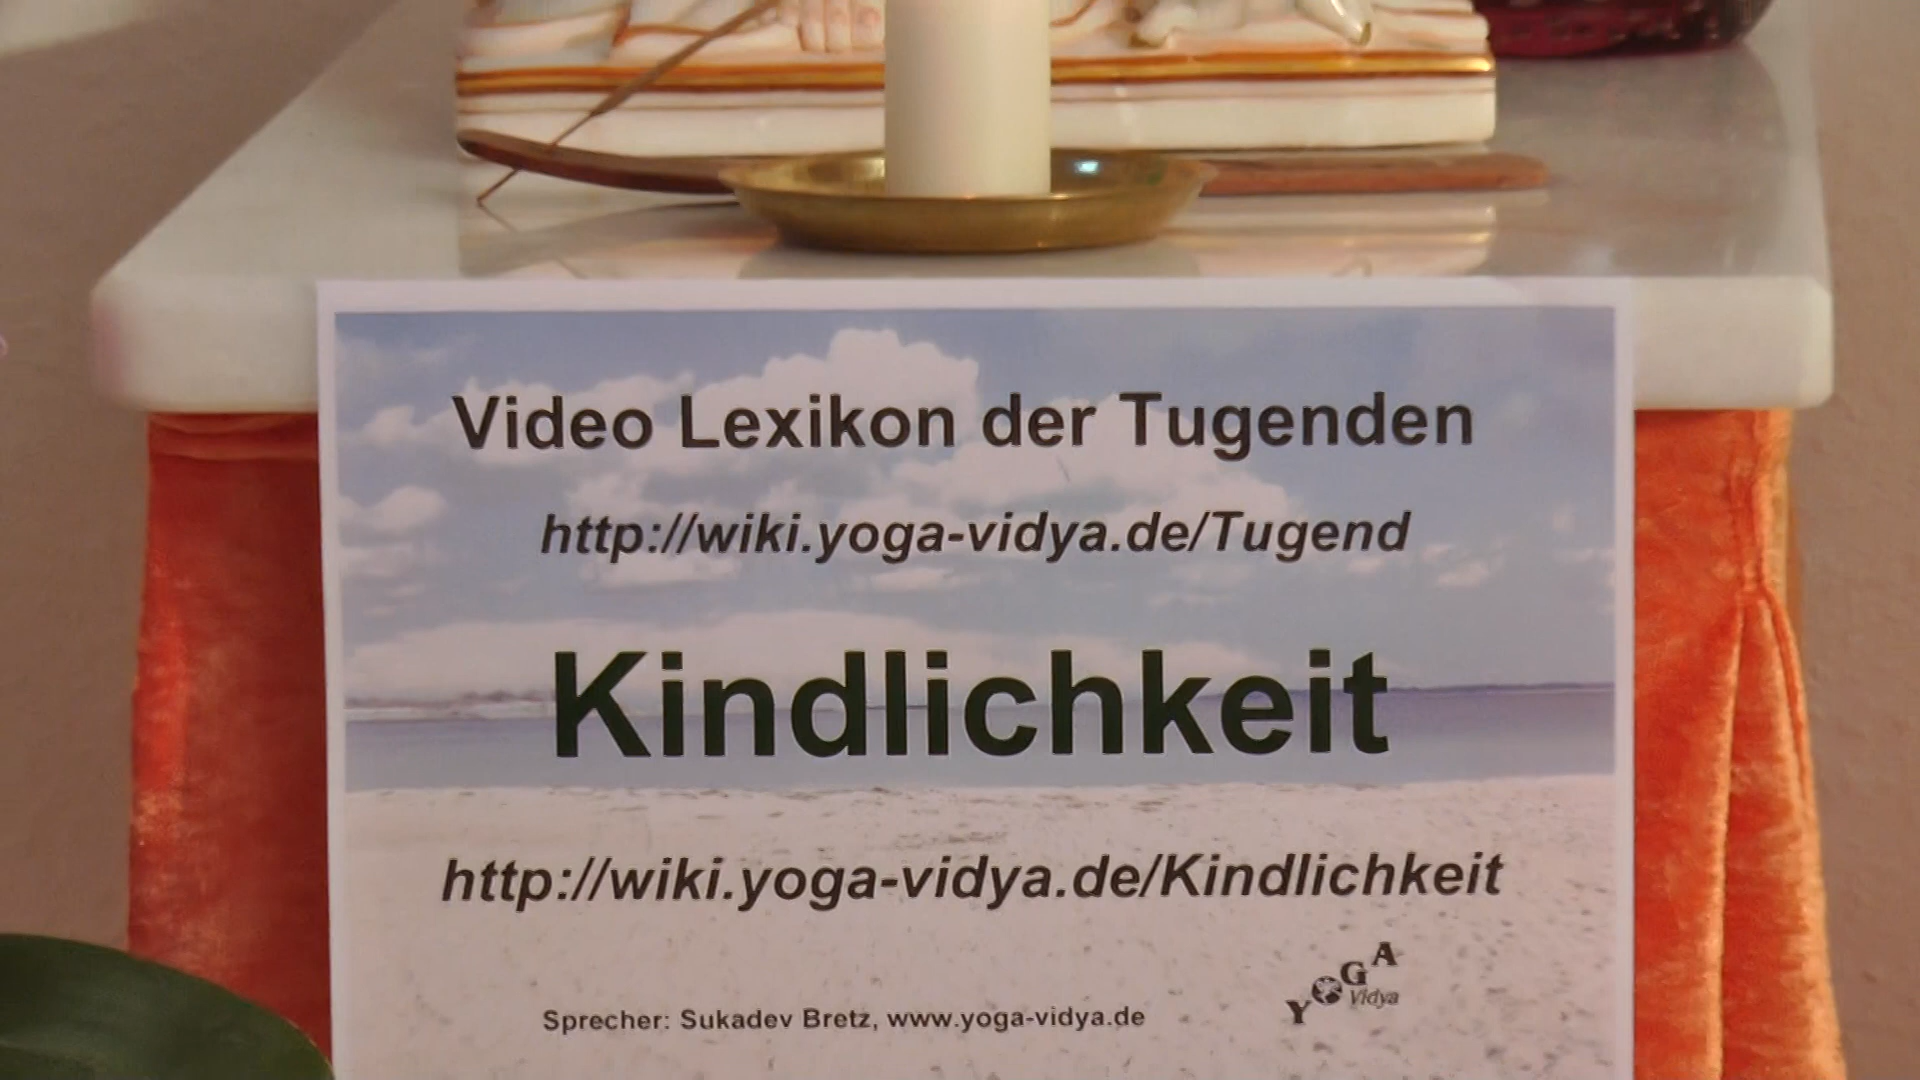 Video Lexikon der Tugenden
http://wiki.yoga-vidya.de/Tugend
Kindlichkeit
http://wiki.yoga-vidya.de/Kindlichkeit
Sprecher: Sukadev Bretz, www.yoga-vidya.de
YOGA
Vidya